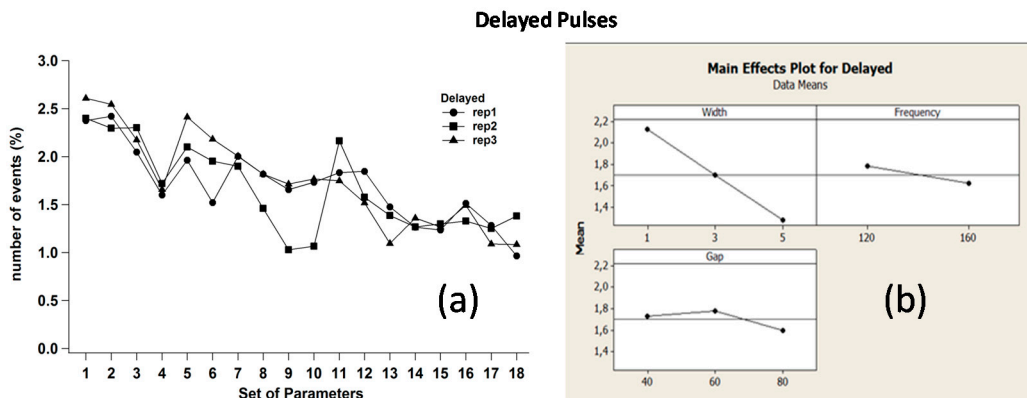 Delayed Pulses
3.0
2.5
2.0
1.5
1.0
0.5
0.0
number of events (%)
Delayed
rep1
rep2
rep3
(a)
1 2 3 4 5 6 7 8 9 10 11 12 13 14 15 16 17 18
Set of Parameters
Main Effects Plot for Delayed
Data Means
Width Frequency
2,2
2,0
1,8
1,6
1,4
1 3 5 120 160
Mean
Gap
2,2
2,0
1,8
1,6
1,4
40 60 80
(b)